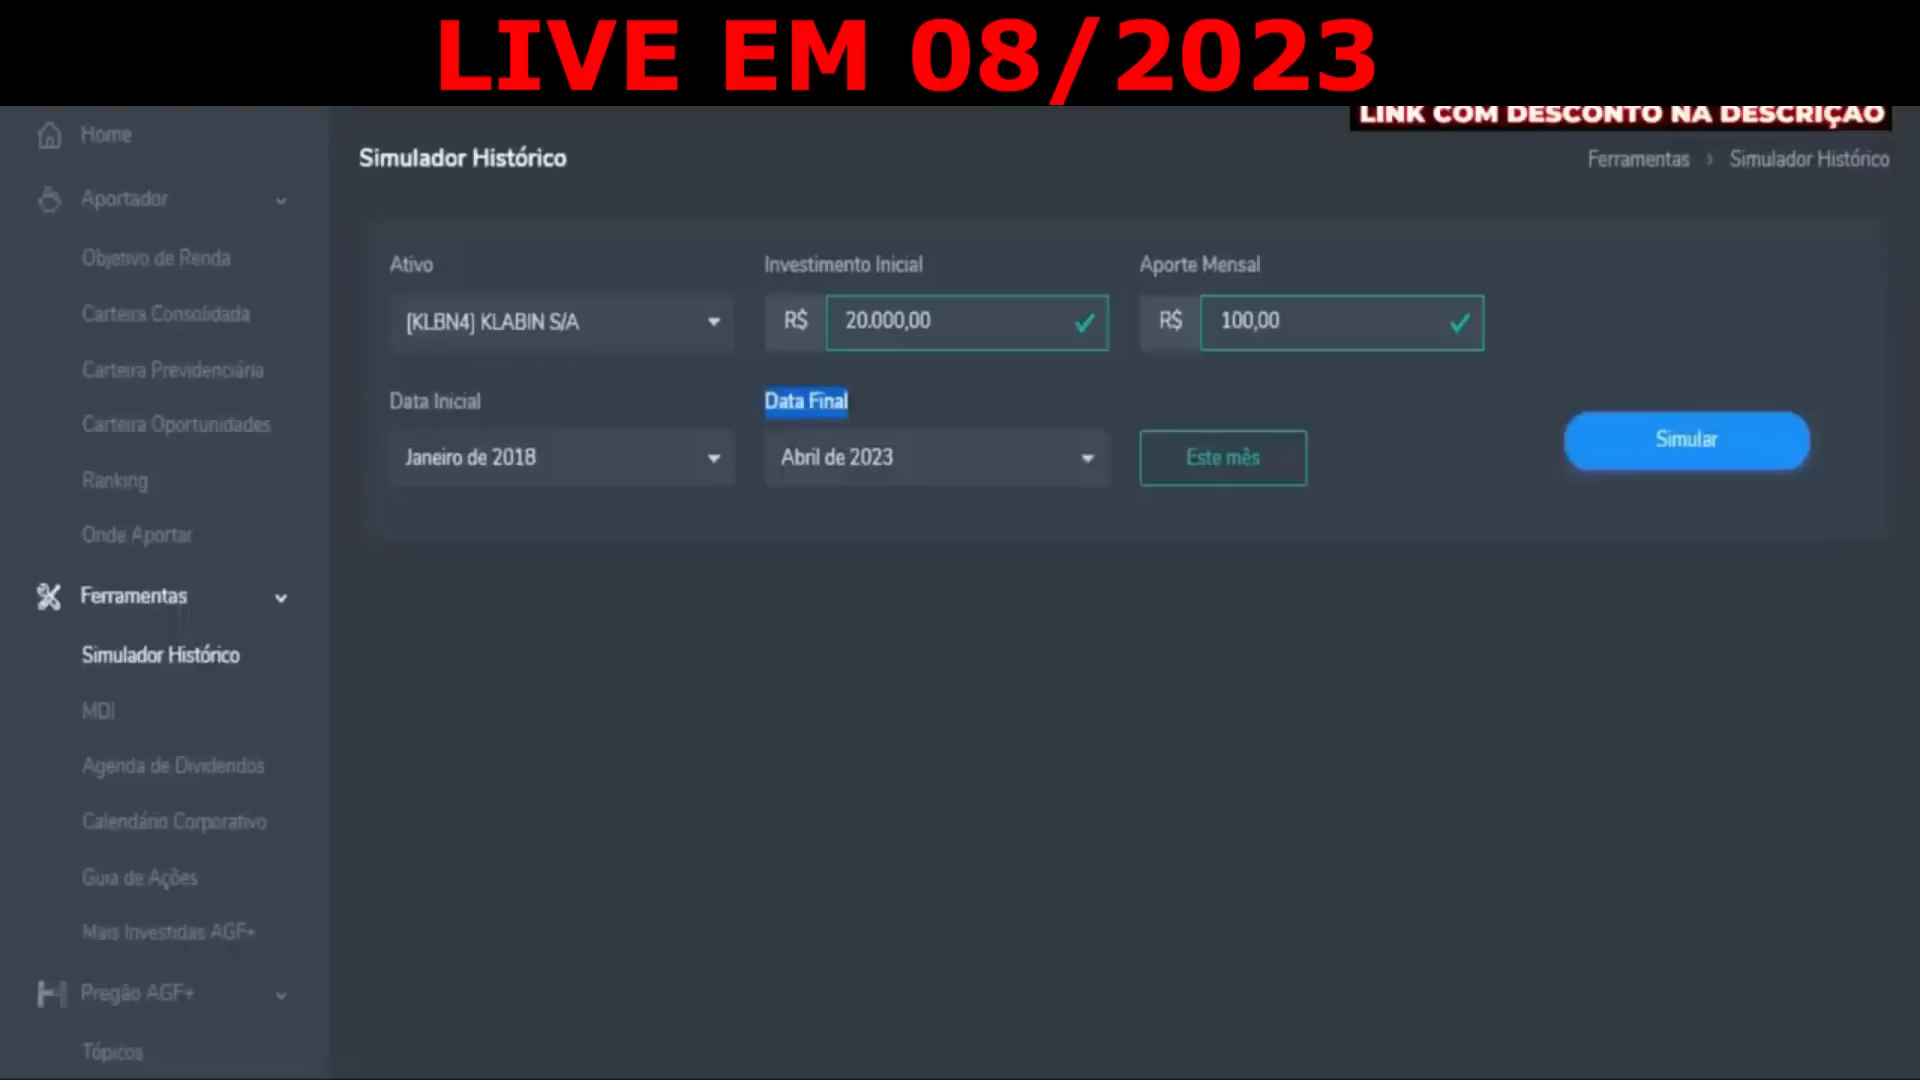 LIVE EM 08/2023
LINK COM DESCONTO NA DESCRIÇÃO
Home
Simulador Histórico
Ferramentas › Simulador Histórico
Aportador
Objetivo de Renda
Ativo
Investimento Inicial
Aporte Mensal
Carteira Consolidada
[KLBN4] KLABIN S/A
R$ 20.000,00
R$ 100,00
Carteira Previdenciária
Data Inicial
Data Final
Carteira Oportunidades
Simular
Janeiro de 2018
Abril de 2023
Este mês
Ranking
Onde Aportar
Ferramentas
Simulador Histórico
MDI
Agenda de Dividendos
Calendário Corporativo
Guia de Ações
Mais Investidas AGF+
Pregão AGF+
Tópicos